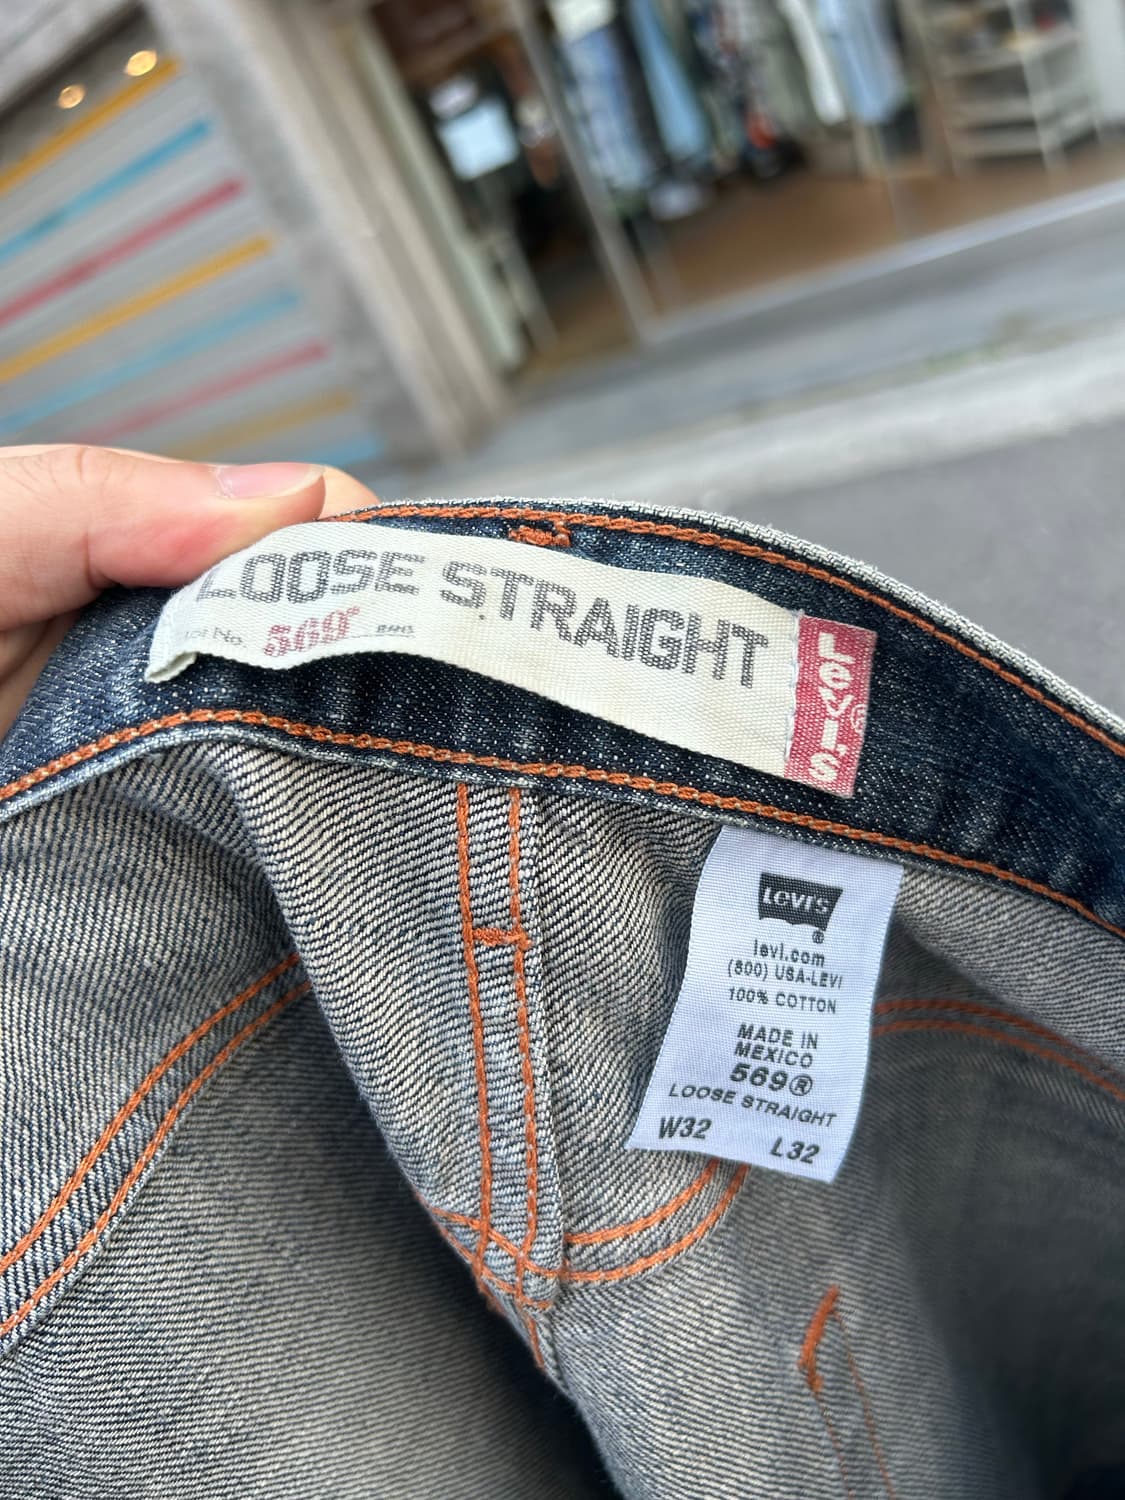 LOOSE STRAIGHT
Lot No. 569®
LEVI'S®
LEVI'S
®
levi.com
(800) USA-LEVI
100% COTTON
MADE IN
MEXICO
569®
LOOSE STRAIGHT
W32 L32